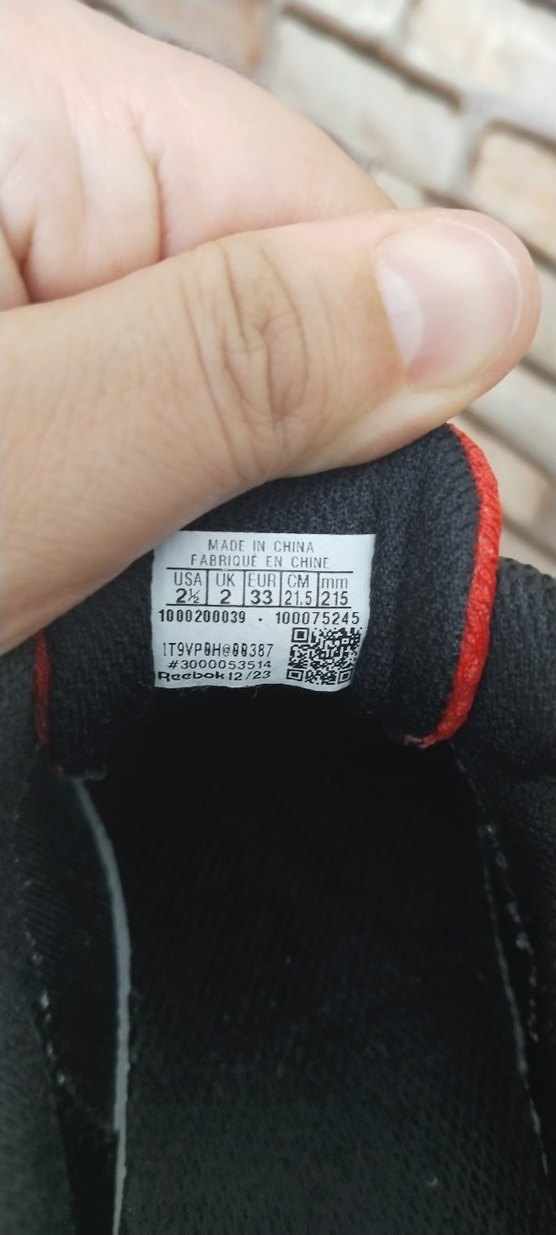 MADE IN CHINA
FABRIQUÉ EN CHINE
USA UK EUR CM mm
2½ 2 33 21.5 215
1000200039 · 100075245
1T9VP0H@00387
#3000053514
Reebok 12/23